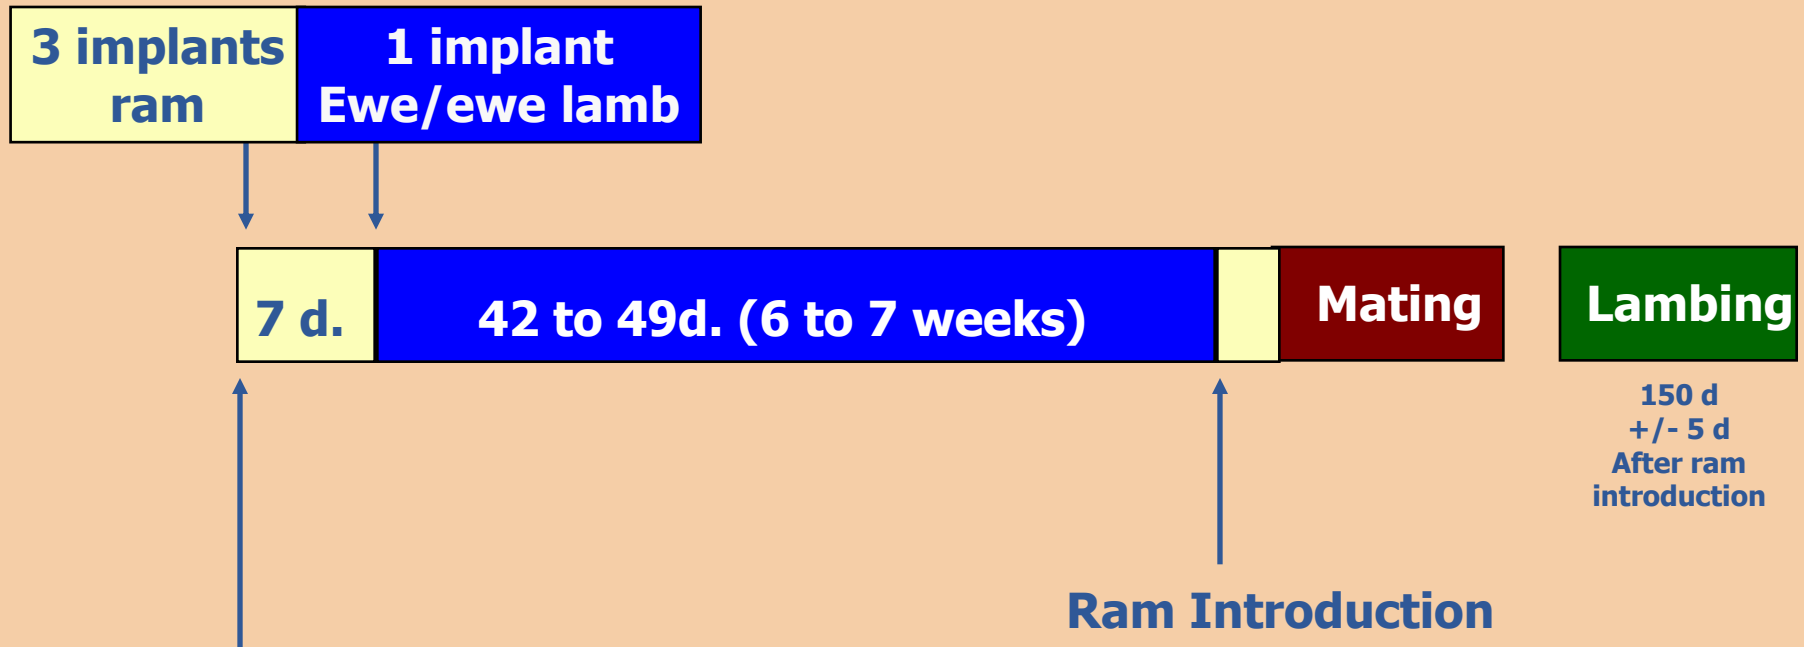 3 implants
ram
1 implant
Ewe/ewe lamb
7 d.
42 to 49d. (6 to 7 weeks)
Mating
Lambing
150 d
+/- 5 d
After ram
introduction
Ram Introduction